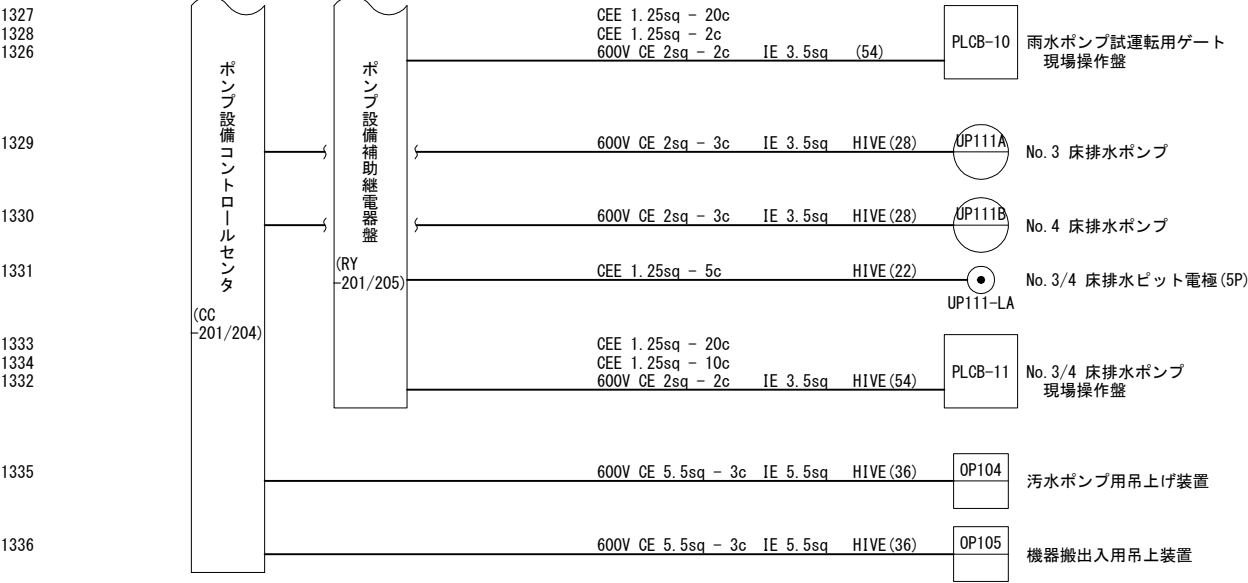 1327 CEE 1.25sq - 20c
1328 CEE 1.25sq - 2c
1326 600V CE 2sq - 2c IE 3.5sq (54)
PLCB-10
雨水ポンプ試運転用ゲート
現場操作盤
ポンプ設備コントロールセンタ
(CC
-201/204)
ポンプ設備補助継電器盤
(RY
-201/205)
1329 600V CE 2sq - 3c IE 3.5sq HIVE(28) UP111A No.3 床排水ポンプ
1330 600V CE 2sq - 3c IE 3.5sq HIVE(28) UP111B No.4 床排水ポンプ
1331 CEE 1.25sq - 5c HIVE(22) No.3/4 床排水ピット電極(5P)
UP111-LA
1333 CEE 1.25sq - 20c
1334 CEE 1.25sq - 10c
1332 600V CE 2sq - 2c IE 3.5sq HIVE(54)
PLCB-11
No.3/4 床排水ポンプ
現場操作盤
1335 600V CE 5.5sq - 3c IE 5.5sq HIVE(36) OP104 汚水ポンプ用吊上げ装置
1336 600V CE 5.5sq - 3c IE 5.5sq HIVE(36) OP105 機器搬出入用吊上装置